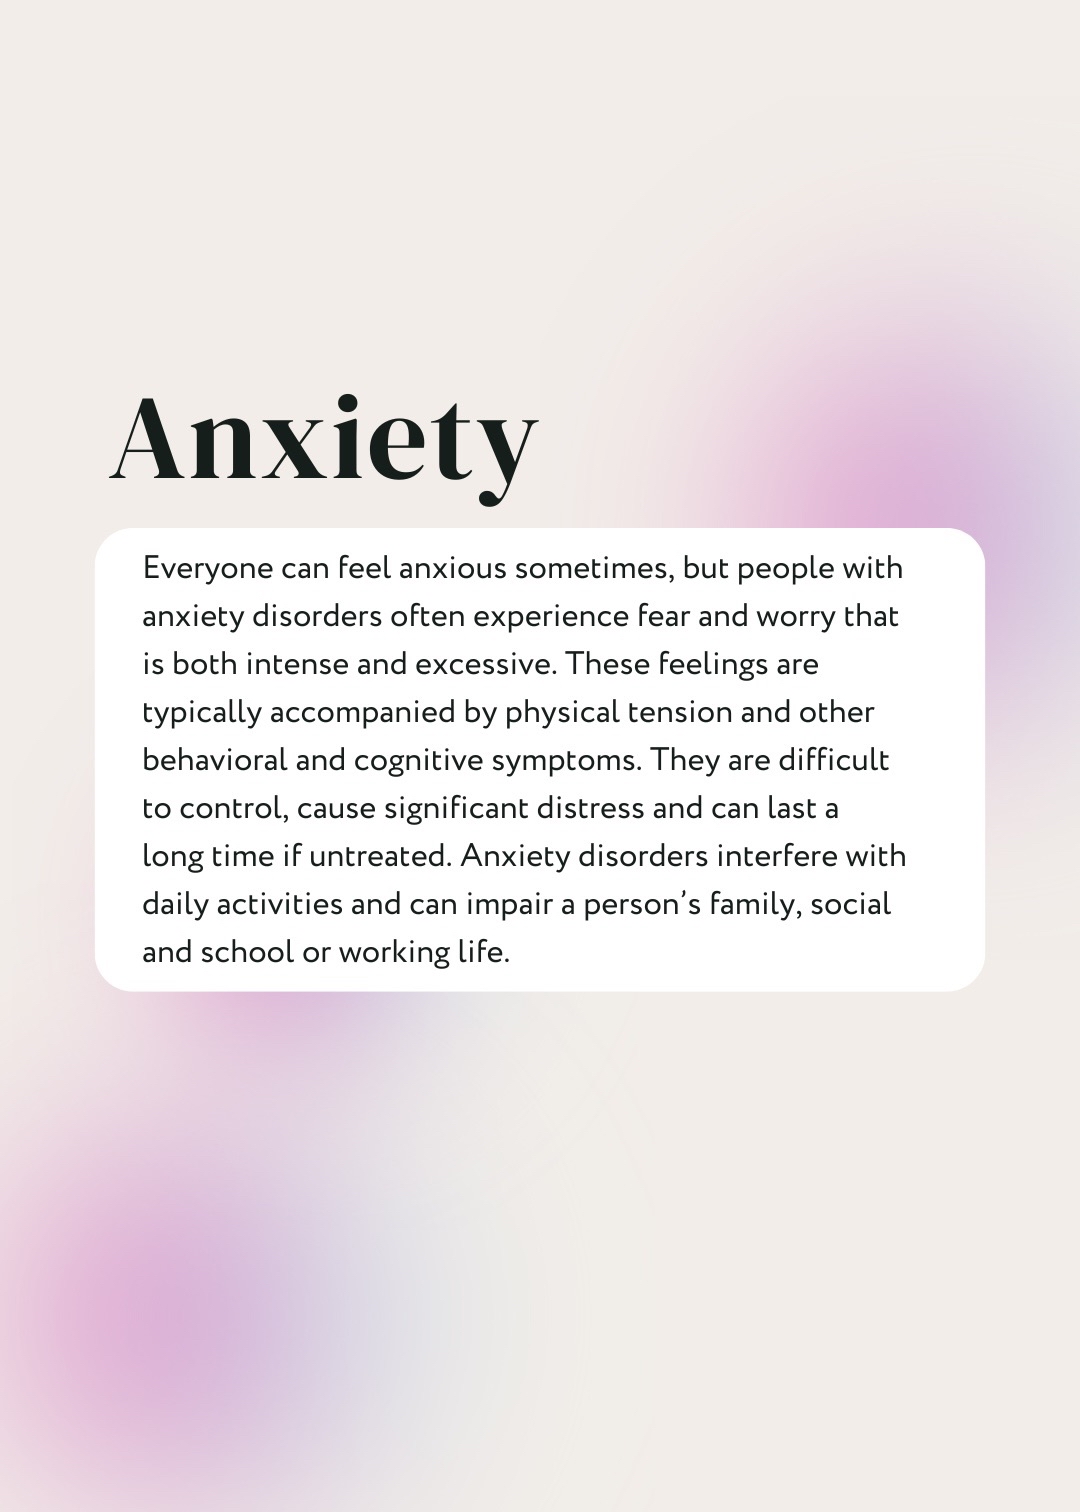 Anxiety
Everyone can feel anxious sometimes, but people with
anxiety disorders often experience fear and worry that
is both intense and excessive. These feelings are
typically accompanied by physical tension and other
behavioral and cognitive symptoms. They are difficult
to control, cause significant distress and can last a
long time if untreated. Anxiety disorders interfere with
daily activities and can impair a person’s family, social
and school or working life.